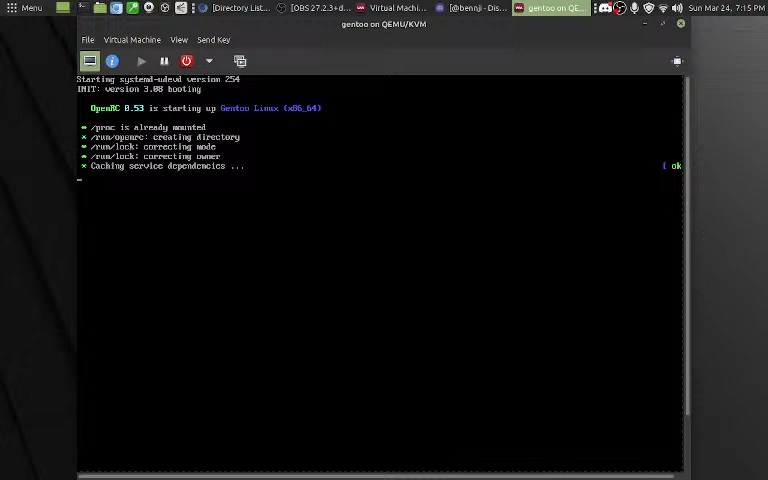 Menu
[Directory List...
[OBS 27.2.3+d...
Virtual Machi...
[@bennji - Dis...
gentoo on QE...
Sun Mar 24, 7:15 PM
gentoo on QEMU/KVM
File Virtual Machine View Send Key
Starting systemd-udevd version 254
INIT: version 3.08 booting
OpenRC 0.53 is starting up Gentoo Linux (x86_64)
* /proc is already mounted
* /run/openrc: creating directory
* /run/lock: correcting mode
* /run/lock: correcting owner
* Caching service dependencies ... [ ok